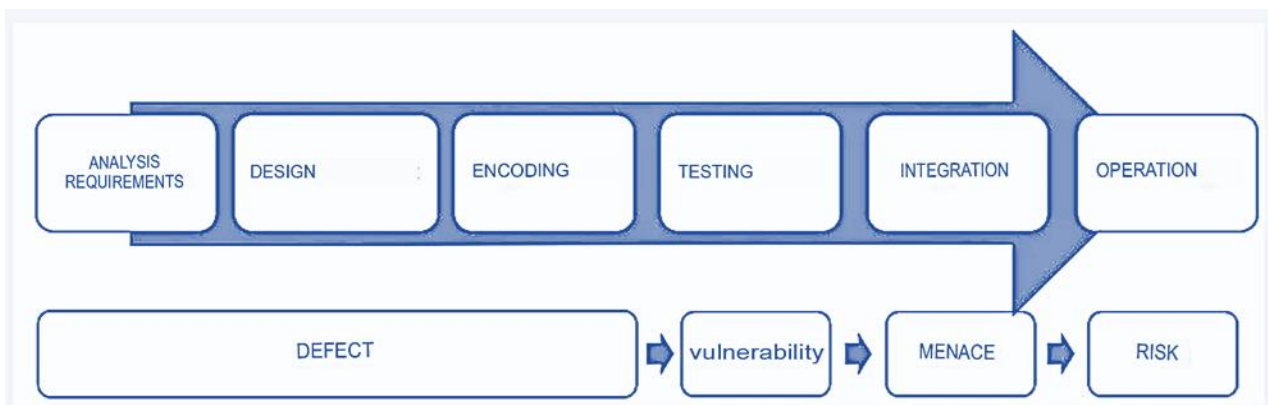 ANALYSIS
REQUIREMENTS
DESIGN
ENCODING
TESTING
INTEGRATION
OPERATION
DEFECT
vulnerability
MENACE
RISK